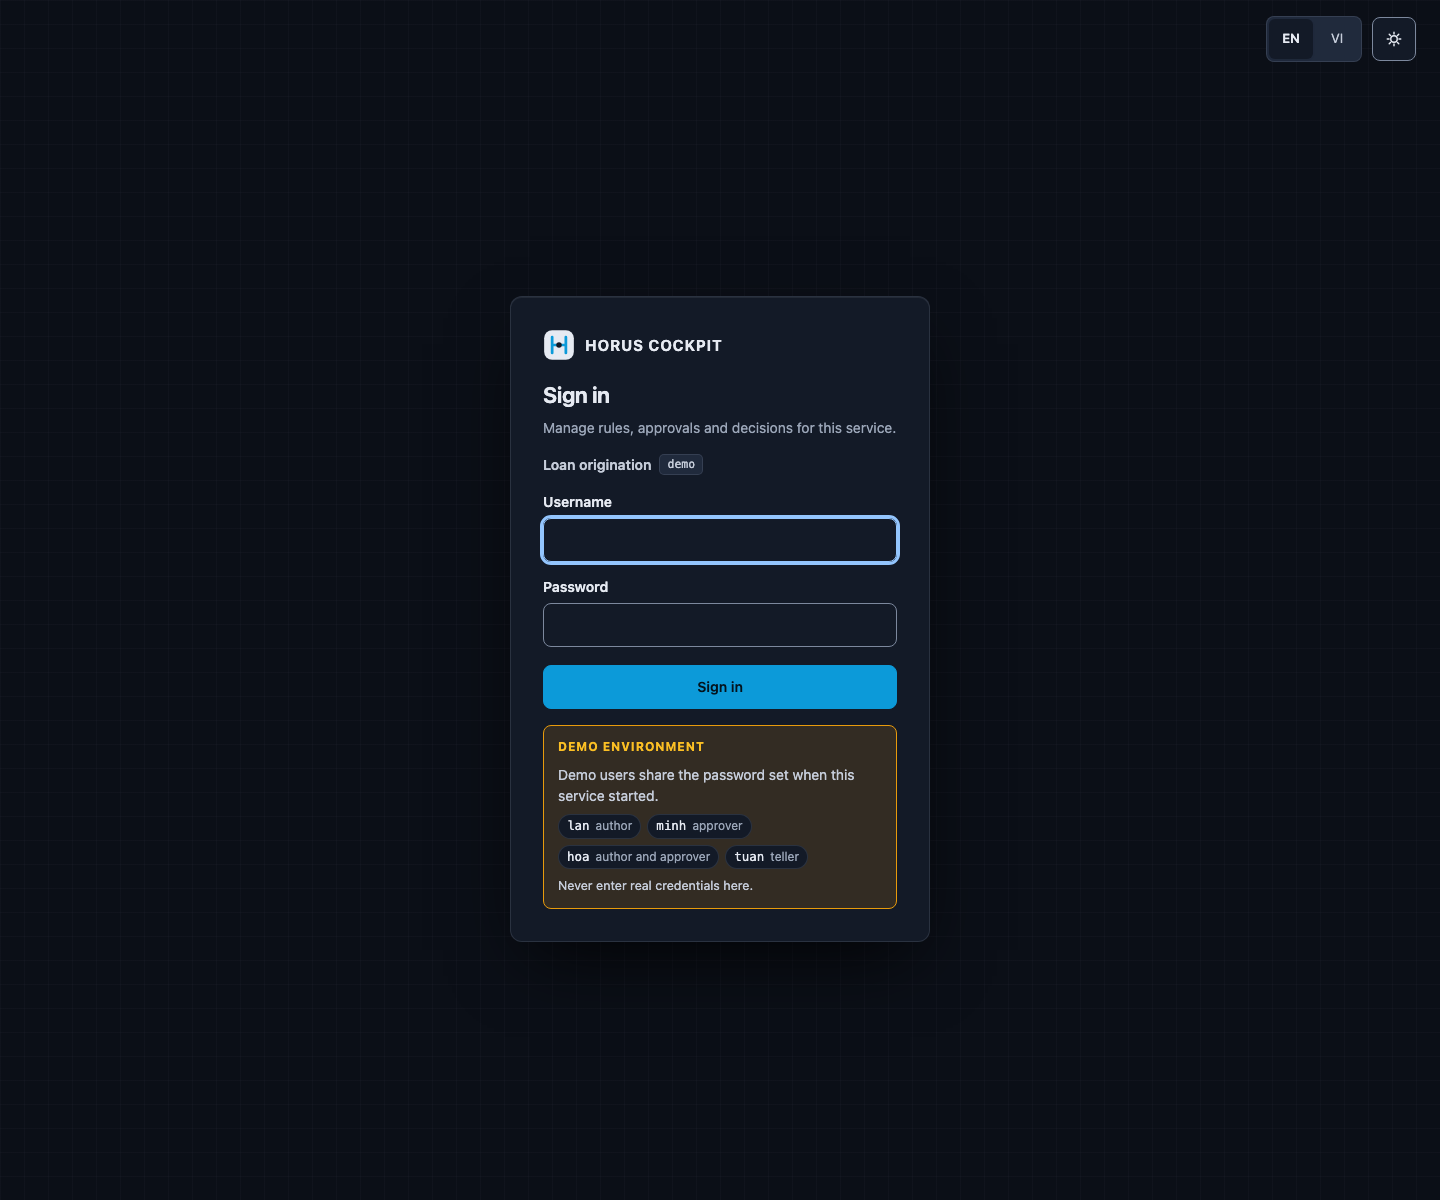 EN VI
HORUS COCKPIT
Sign in
Manage rules, approvals and decisions for this service.
Loan origination demo
Username
Password
Sign in
DEMO ENVIRONMENT
Demo users share the password set when this
service started.
lan author minh approver
hoa author and approver tuan teller
Never enter real credentials here.